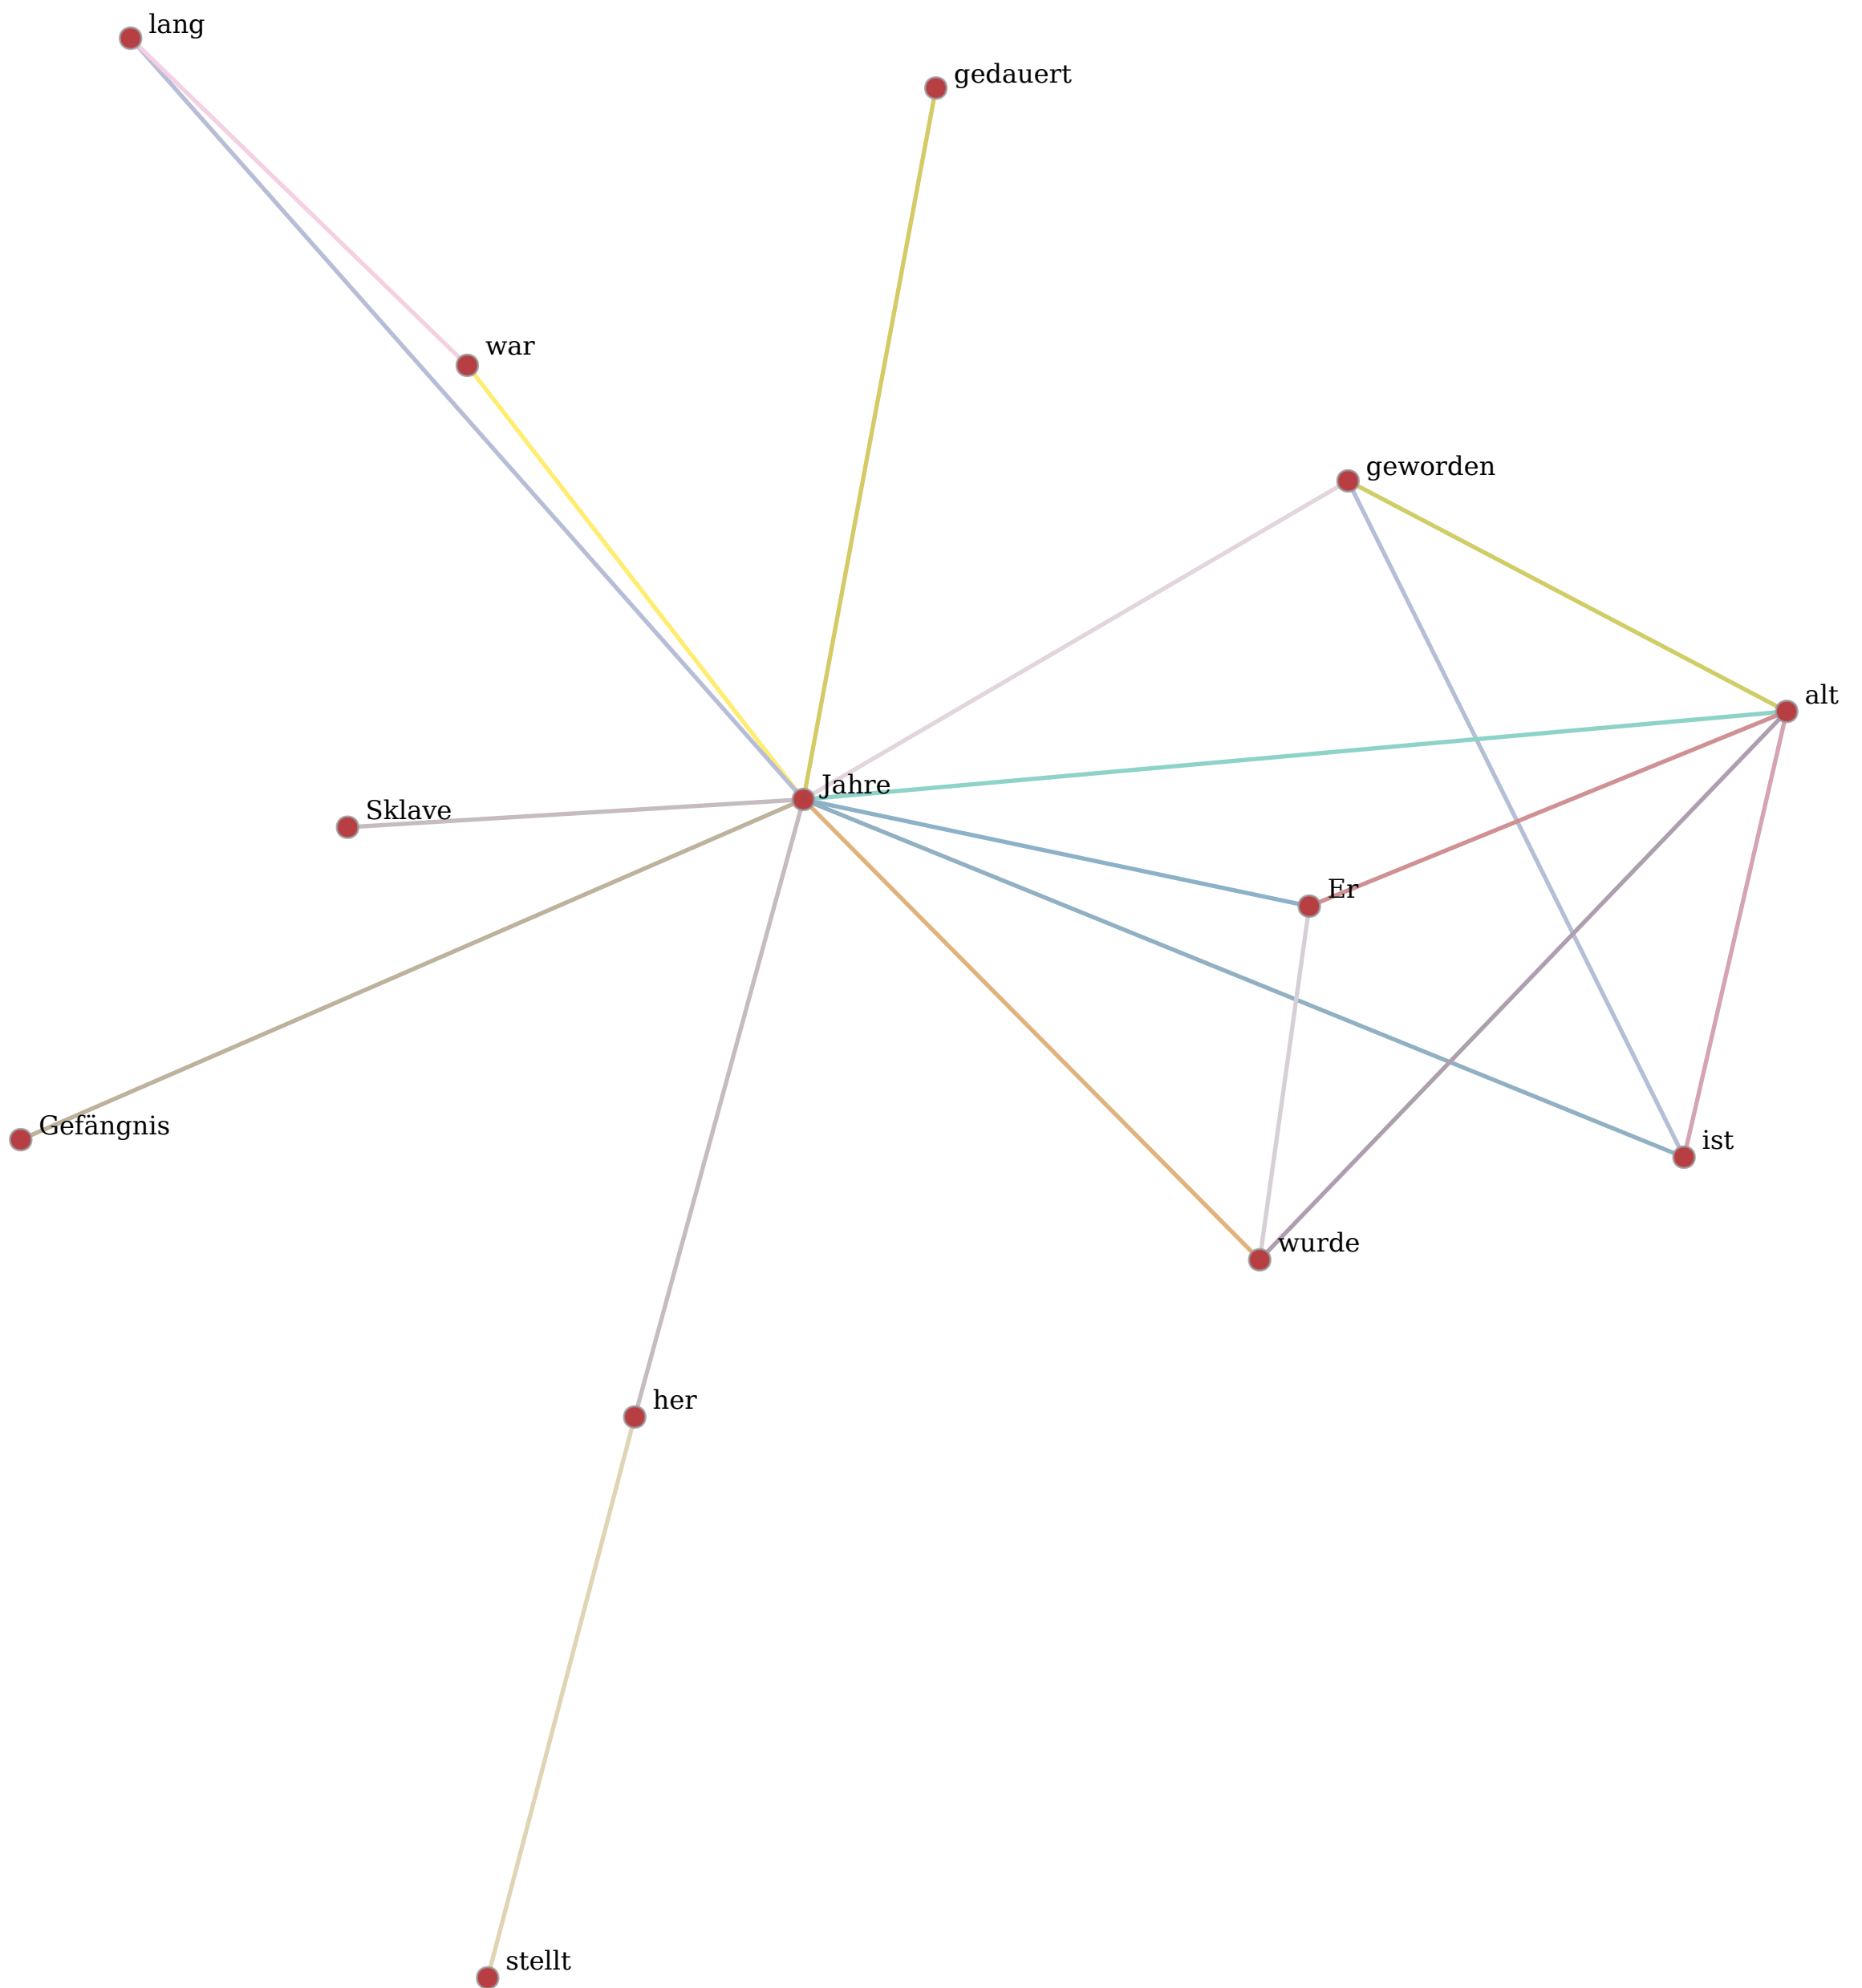 lang
gedauert
war
geworden
alt
Jahre
Sklave
Er
Gefängnis
ist
wurde
her
stellt